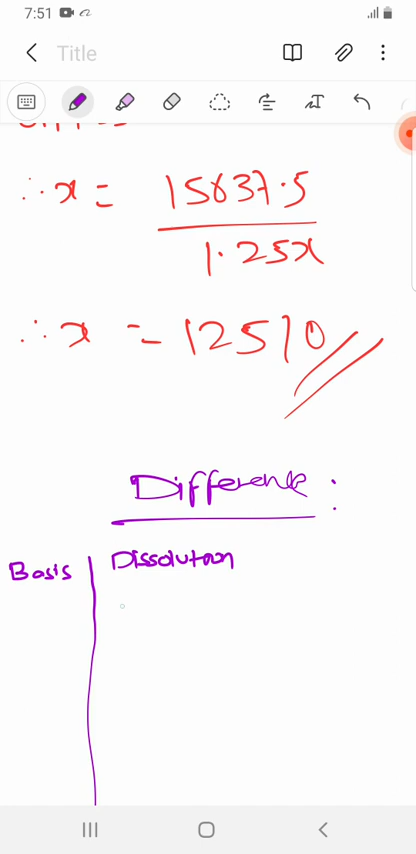 7:51
Title
∴ x = 15637.5
1.25x
∴ x = 12510
Difference :
Basis Dissolution